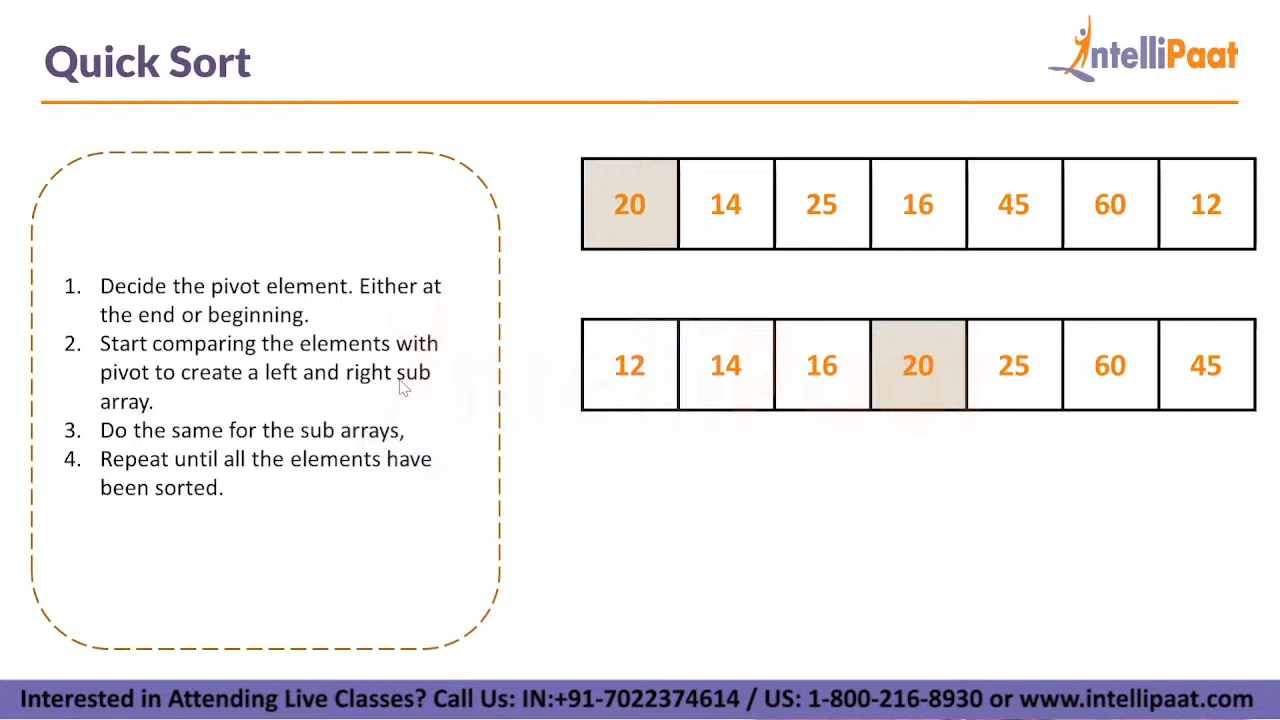 Quick Sort
IntelliPaat
20 14 25 16 45 60 12
12 14 16 20 25 60 45
1. Decide the pivot element. Either at
the end or beginning.
2. Start comparing the elements with
pivot to create a left and right sub
array.
3. Do the same for the sub arrays,
4. Repeat until all the elements have
been sorted.
IntelliPaat
Interested in Attending Live Classes? Call Us: IN:+91-7022374614 / US: 1-800-216-8930 or www.intellipaat.com